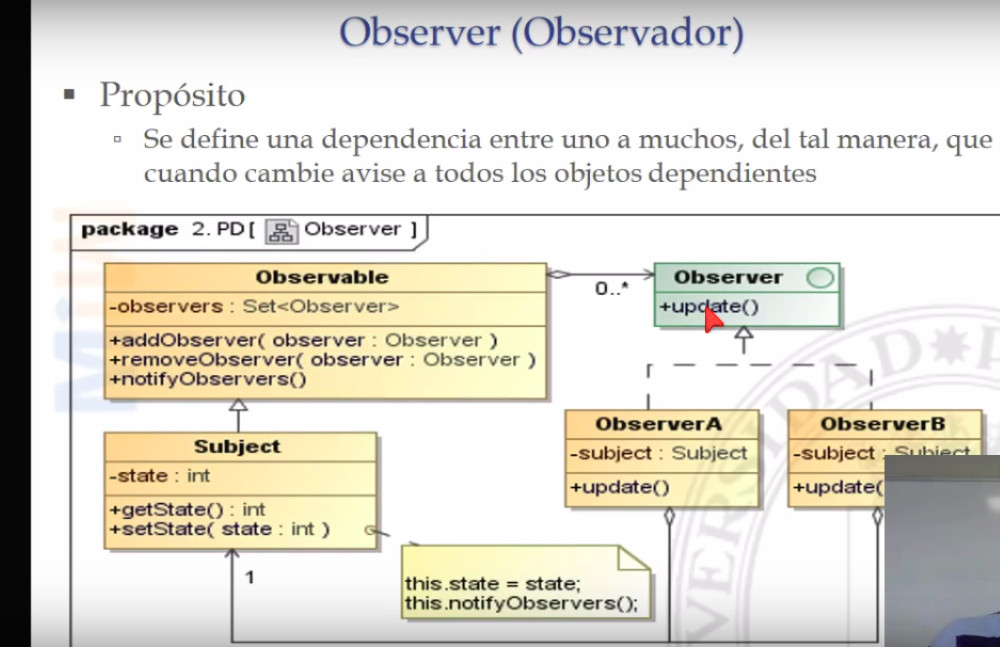 Observer (Observador)
Propósito
Se define una dependencia entre uno a muchos, del tal manera, que
cuando cambie avise a todos los objetos dependientes
package 2. PD [ Observer ]
Observable
-observers : Set<Observer>
+addObserver( observer : Observer )
+removeObserver( observer : Observer )
+notifyObservers()
0..*
Observer
+update()
Subject
-state : int
+getState() : int
+setState( state : int )
ObserverA
-subject : Subject
+update()
ObserverB
-subject : Subject
+update(
this.state = state;
this.notifyObservers();
1